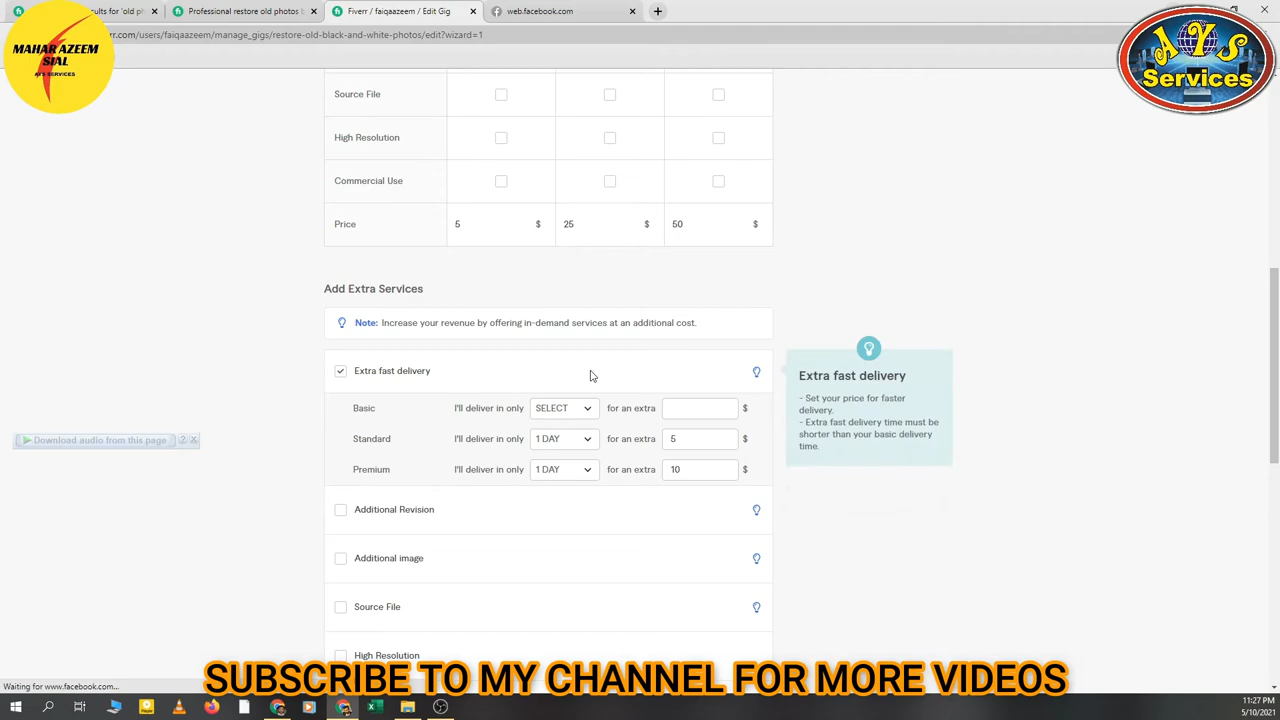 ults for 'old ph
Professional restore old photos b
Fiverr / faiqaazeem / Edit Gig
web.facebook.com
rr.com/users/faiqaazeem/manage_gigs/restore-old-black-and-white-photos/edit?wizard=1
MAHAR AZEEM
SIAL
AYS SERVICES
AYS
Services
Source File
High Resolution
Commercial Use
Price 5 $ 25 $ 50 $
Add Extra Services
Note: Increase your revenue by offering in-demand services at an additional cost.
Extra fast delivery
Basic I'll deliver in only SELECT for an extra $
Standard I'll deliver in only 1 DAY for an extra 5 $
Premium I'll deliver in only 1 DAY for an extra 10 $
Extra fast delivery
- Set your price for faster
delivery.
- Extra fast delivery time must be
shorter than your basic delivery
time.
Download audio from this page ? x
Additional Revision
Additional image
Source File
High Resolution
SUBSCRIBE TO MY CHANNEL FOR MORE VIDEOS
Waiting for www.facebook.com...
11:27 PM
5/10/2021